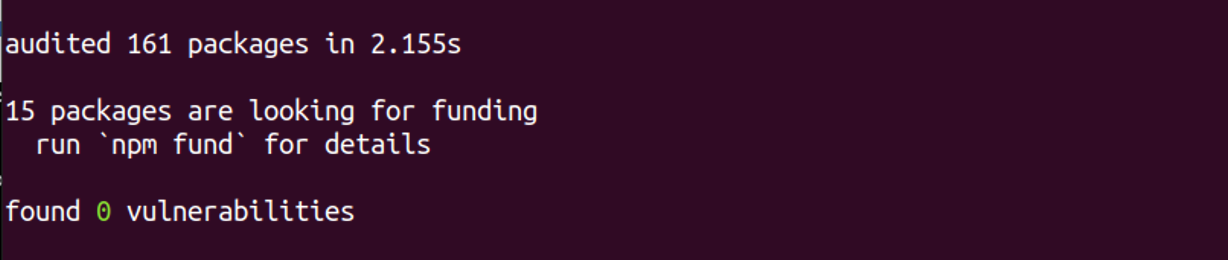 audited 161 packages in 2.155s
15 packages are looking for funding
run `npm fund` for details
found 0 vulnerabilities